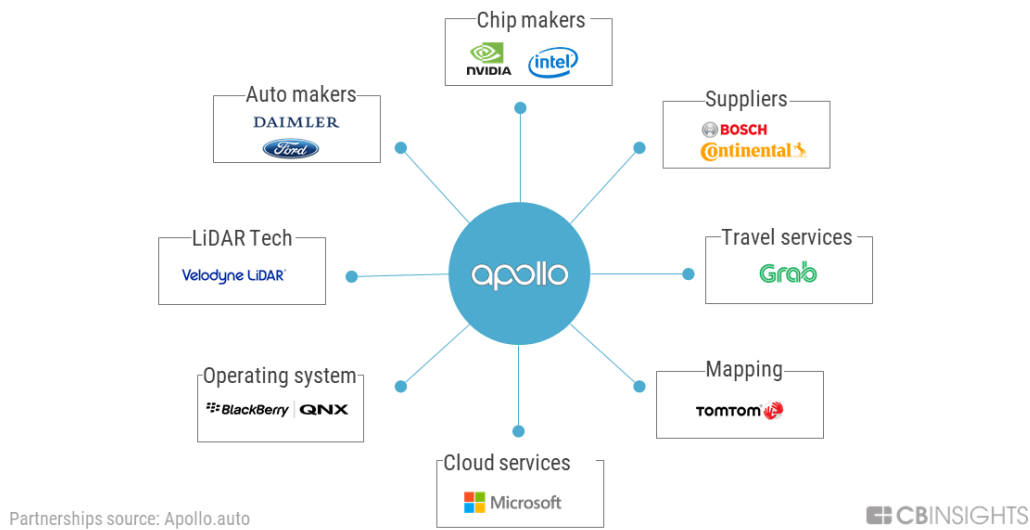 Chip makers
NVIDIA
intel
Auto makers
DAIMLER
Ford
Suppliers
BOSCH
Continental
LiDAR Tech
Velodyne LiDAR
apollo
Travel services
Grab
Operating system
BlackBerry | QNX
Mapping
TOMTOM
Cloud services
Microsoft
Partnerships source: Apollo.auto
CBINSIGHTS